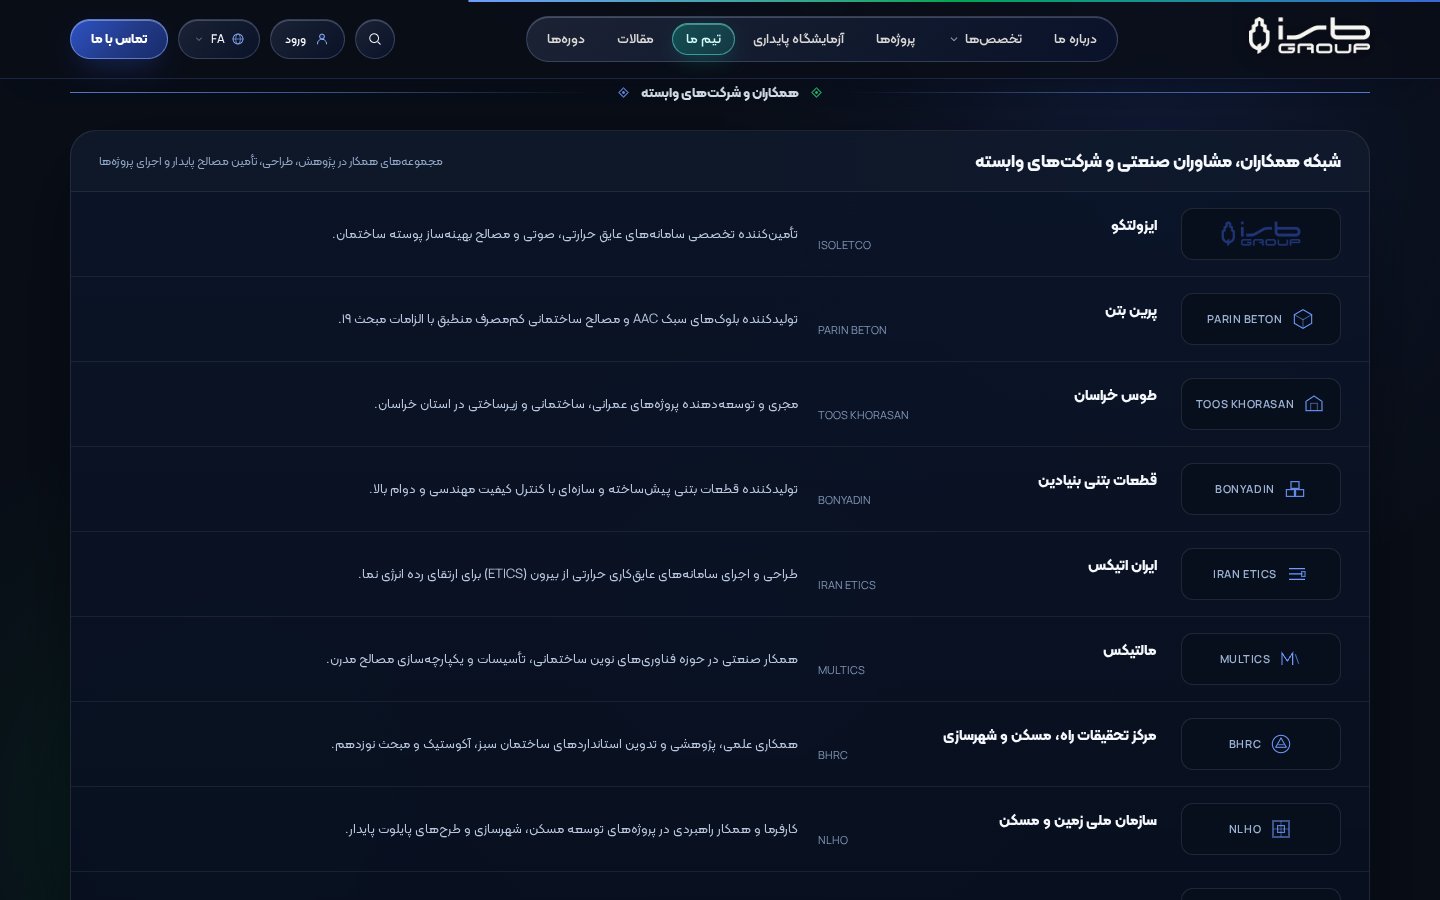 GROUP
درباره ما
تخصص‌ها
پروژه‌ها
آزمایشگاه پایداری
تیم ما
مقالات
دوره‌ها
ورود
FA
تماس با ما
همکاران و شرکت‌های وابسته
شبکه همکاران، مشاوران صنعتی و شرکت‌های وابسته
مجموعه‌های همکار در پژوهش، طراحی، تأمین مصالح پایدار و اجرای پروژه‌ها
GROUP
ایزولتکو
ISOLETCO
تأمین‌کننده تخصصی سامانه‌های عایق حرارتی، صوتی و مصالح بهینه‌ساز پوسته ساختمان.
PARIN BETON
پرین بتن
PARIN BETON
تولیدکننده بلوک‌های سبک AAC و مصالح ساختمانی کم‌مصرف منطبق با الزامات مبحث ۱۹.
TOOS KHORASAN
طوس خراسان
TOOS KHORASAN
مجری و توسعه‌دهنده پروژه‌های عمرانی، ساختمانی و زیرساختی در استان خراسان.
BONYADIN
قطعات بتنی بنیادین
BONYADIN
تولیدکننده قطعات بتنی پیش‌ساخته و سازه‌ای با کنترل کیفیت مهندسی و دوام بالا.
IRAN ETICS
ایران اتیکس
IRAN ETICS
طراحی و اجرای سامانه‌های عایق‌کاری حرارتی از بیرون (ETICS) برای ارتقای رده انرژی نما.
MULTICS
مالتیکس
MULTICS
همکار صنعتی در حوزه فناوری‌های نوین ساختمانی، تأسیسات و یکپارچه‌سازی مصالح مدرن.
BHRC
مرکز تحقیقات راه، مسکن و شهرسازی
BHRC
همکاری علمی، پژوهشی و تدوین استانداردهای ساختمان سبز، آکوستیک و مبحث نوزدهم.
NLHO
سازمان ملی زمین و مسکن
NLHO
کارفرما و همکار راهبردی در پروژه‌های توسعه مسکن، شهرسازی و طرح‌های پایلوت پایدار.